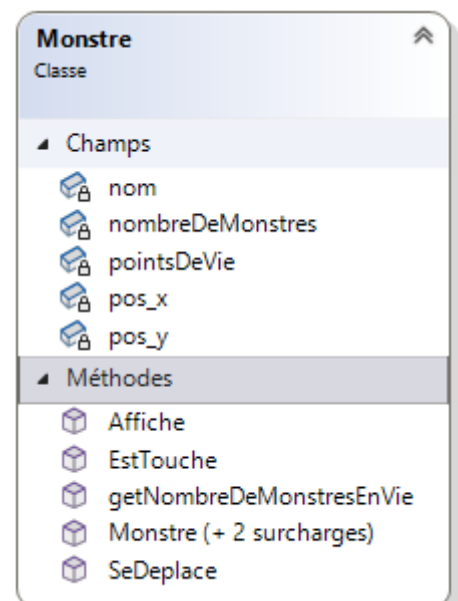 Monstre
Classe
Champs
nom
nombreDeMonstres
pointsDeVie
pos_x
pos_y
Méthodes
Affiche
EstTouche
getNombreDeMonstresEnVie
Monstre (+ 2 surcharges)
SeDeplace